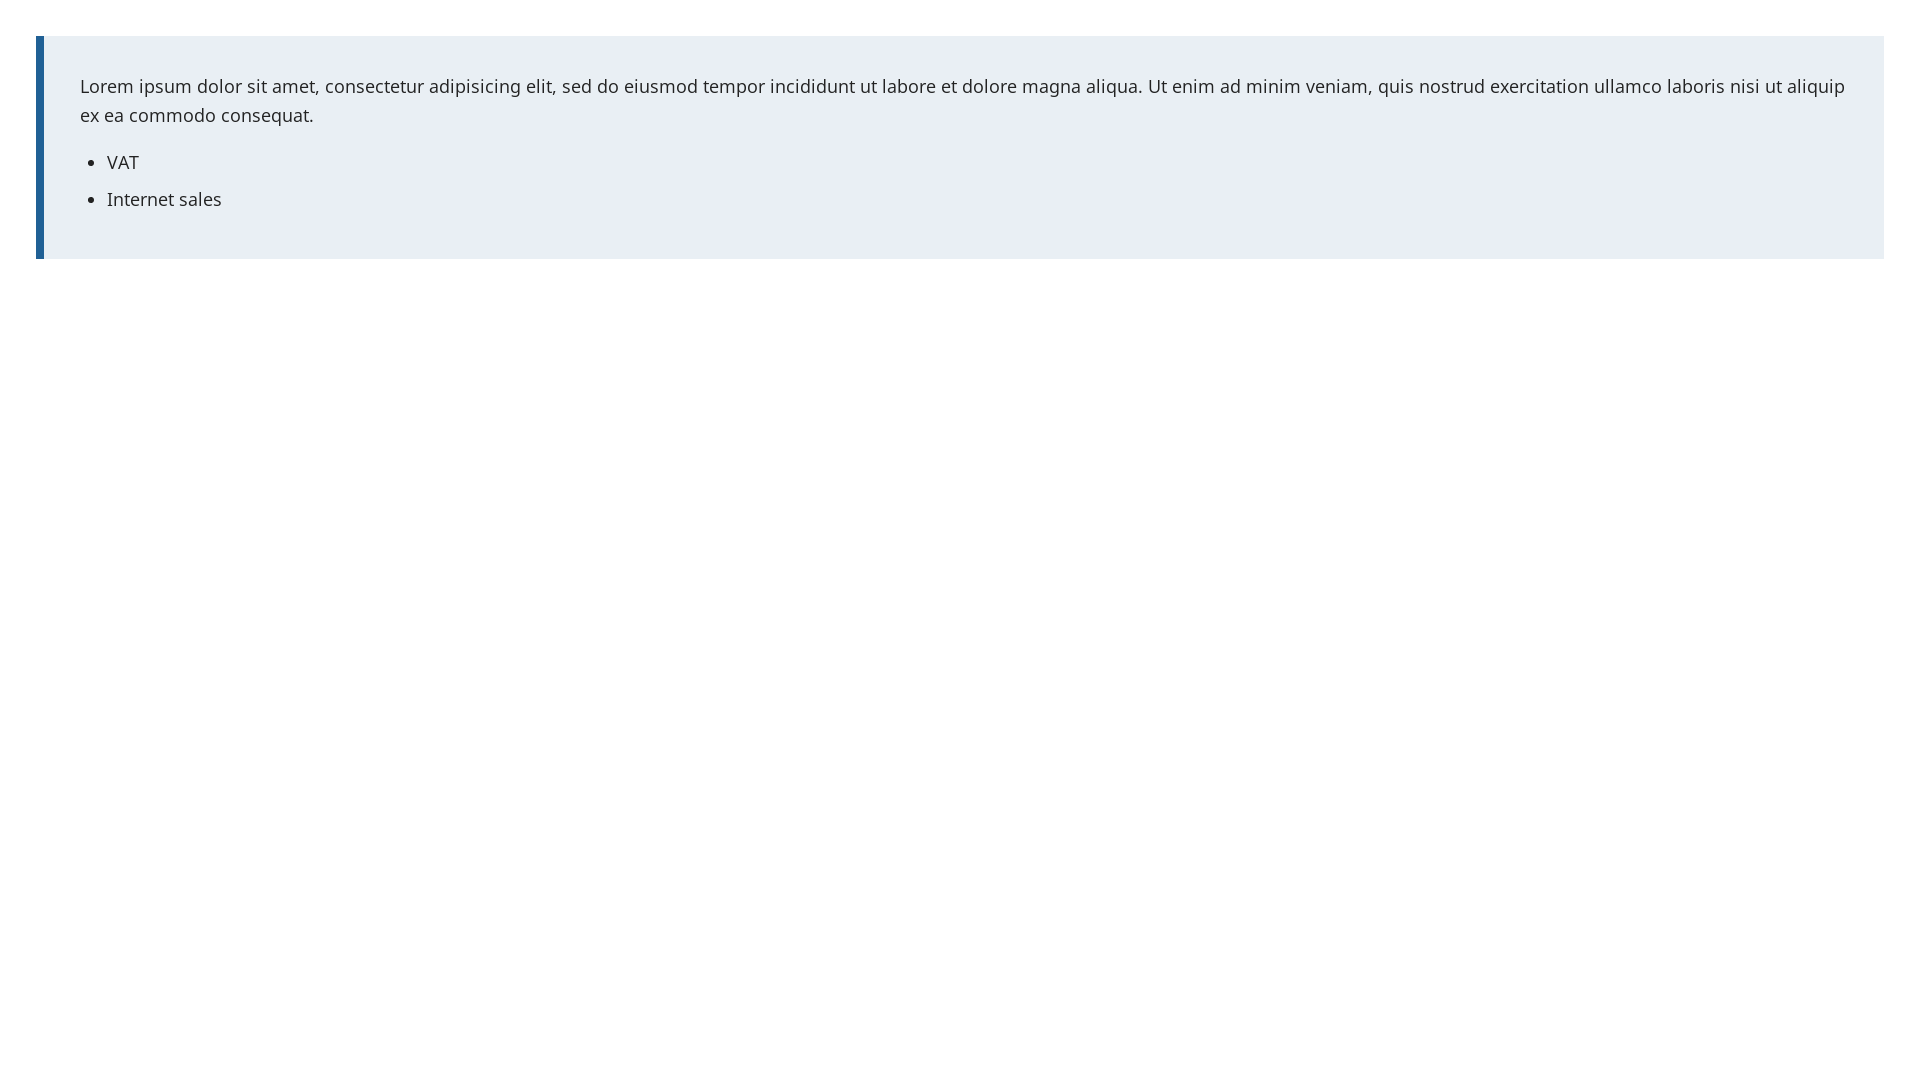 Lorem ipsum dolor sit amet, consectetur adipisicing elit, sed do eiusmod tempor incididunt ut labore et dolore magna aliqua. Ut enim ad minim veniam, quis nostrud exercitation ullamco laboris nisi ut aliquip
ex ea commodo consequat.
• VAT
• Internet sales